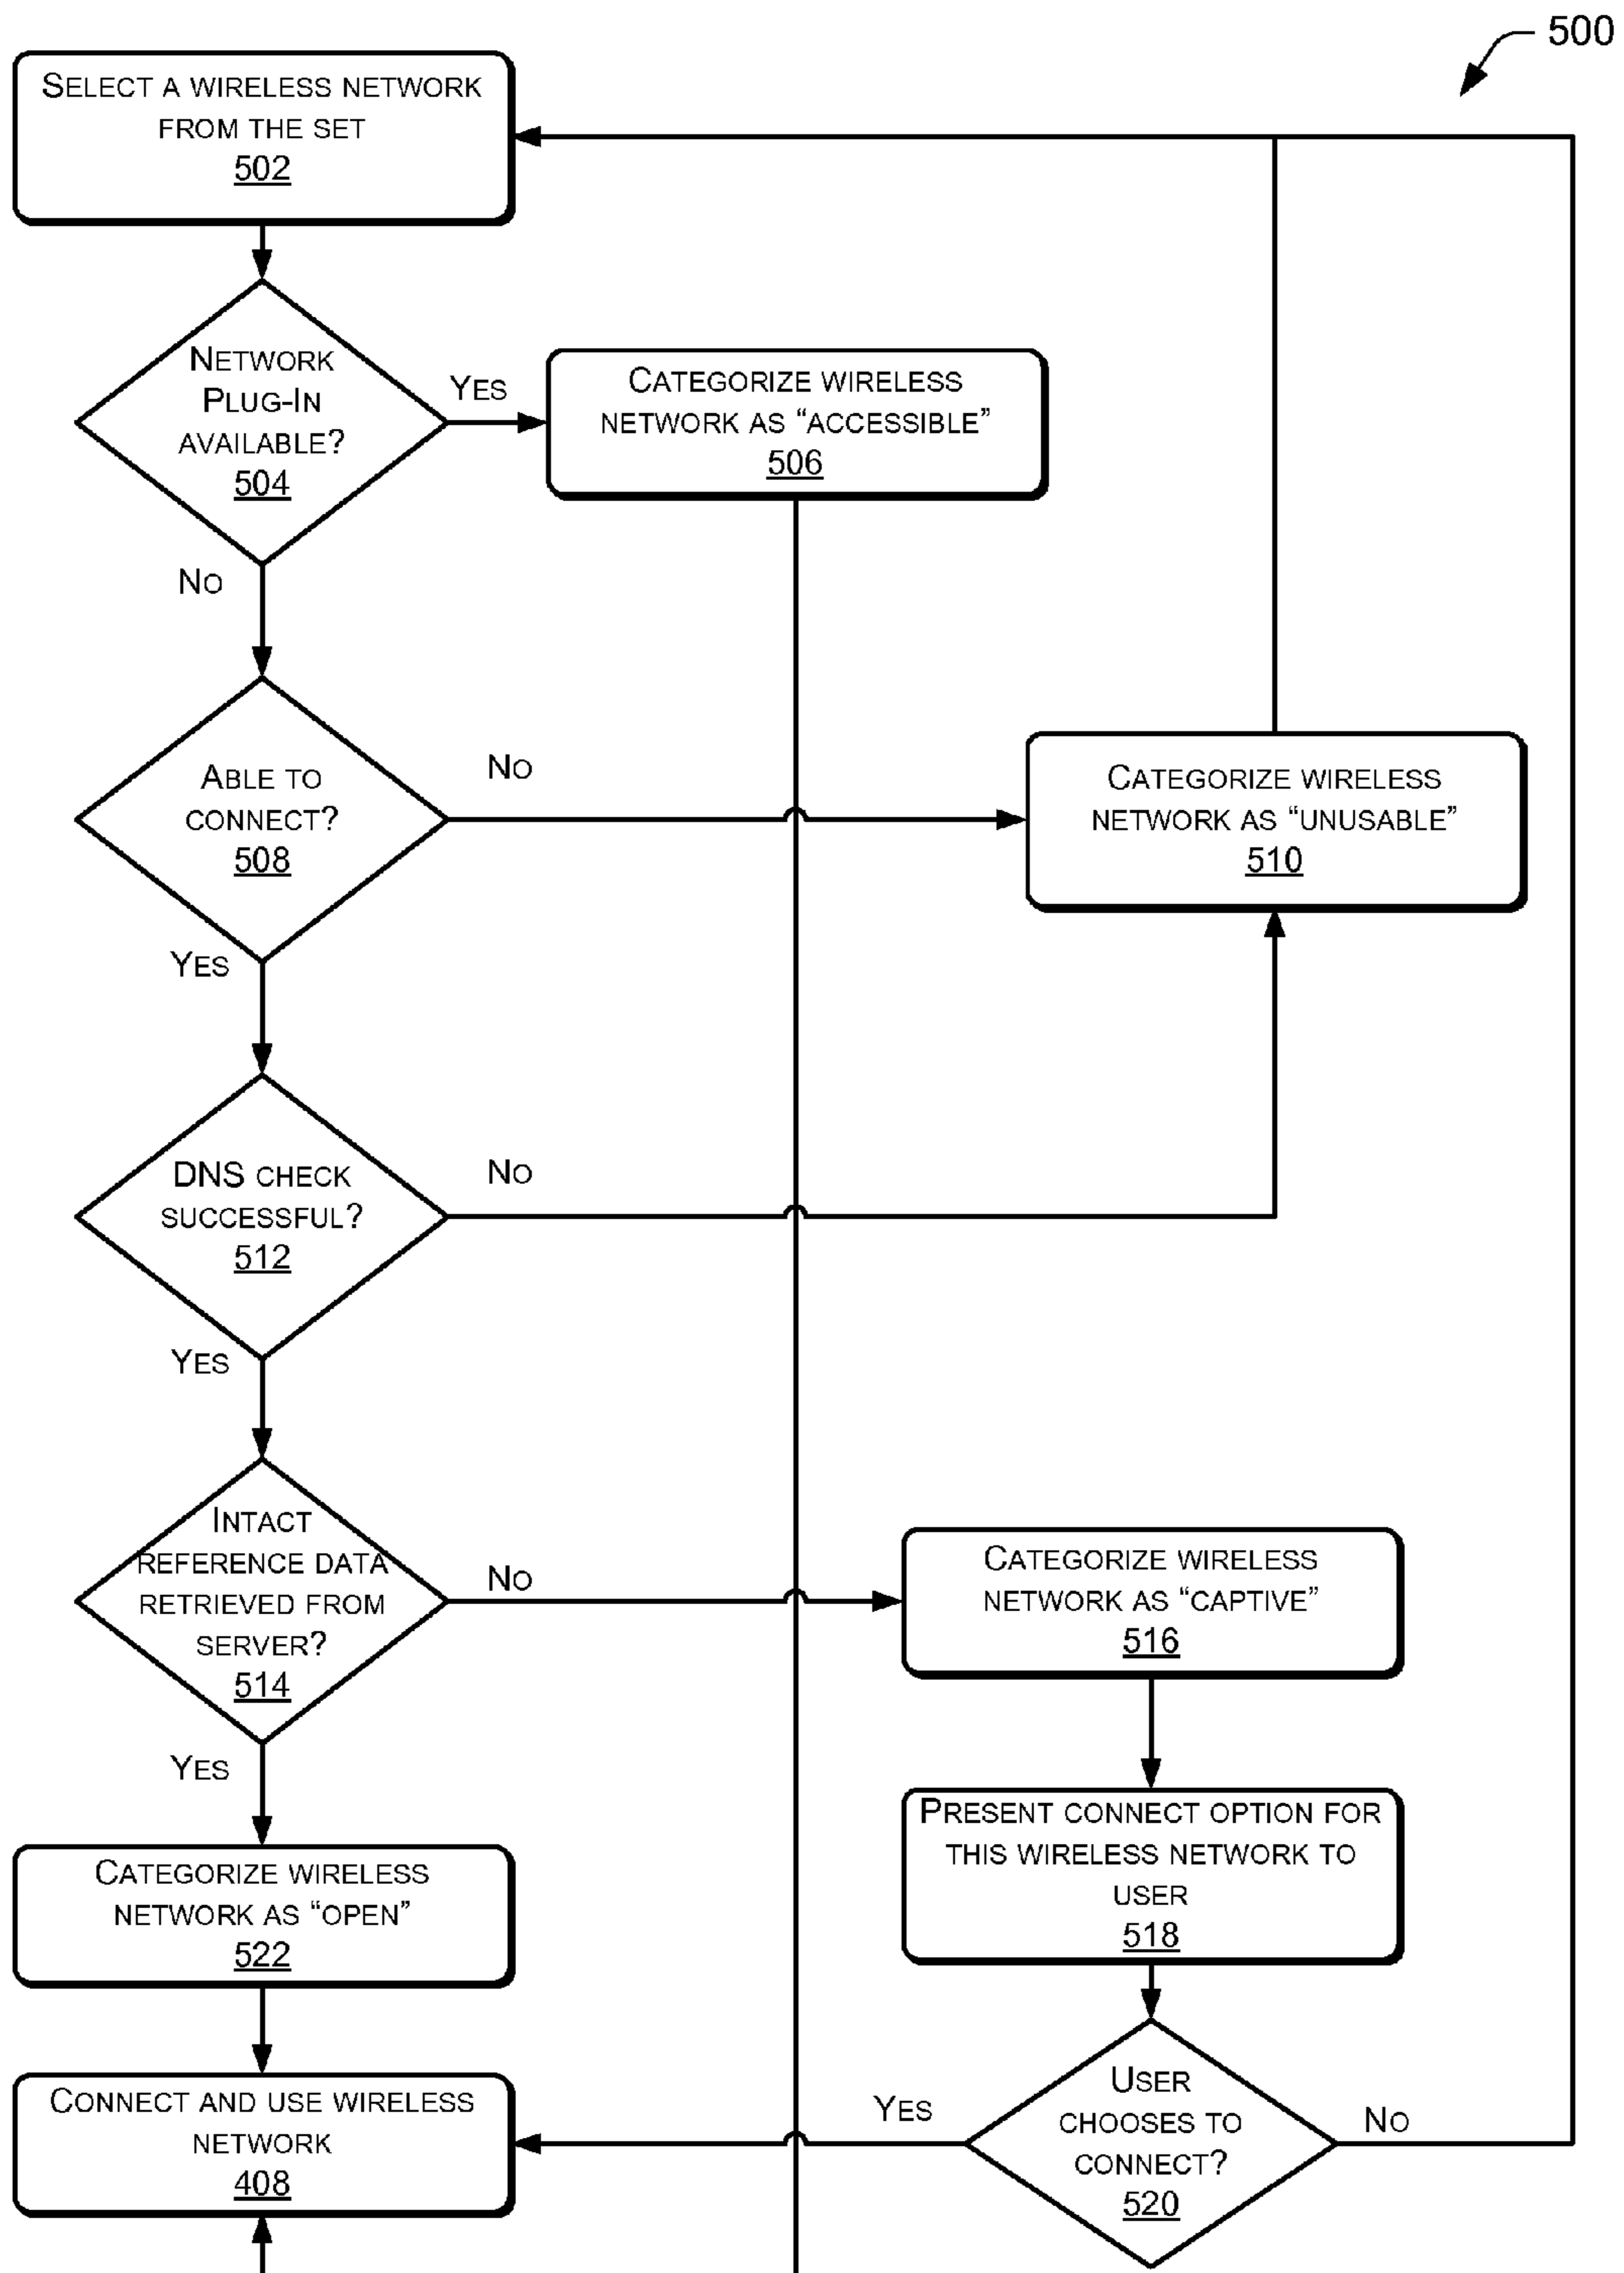 500
SELECT A WIRELESS NETWORK
FROM THE SET
502
NETWORK
PLUG-IN
AVAILABLE?
504
YES
CATEGORIZE WIRELESS
NETWORK AS “ACCESSIBLE”
506
NO
ABLE TO
CONNECT?
508
NO
CATEGORIZE WIRELESS
NETWORK AS “UNUSABLE”
510
YES
DNS CHECK
SUCCESSFUL?
512
NO
YES
INTACT
REFERENCE DATA
RETRIEVED FROM
SERVER?
514
NO
CATEGORIZE WIRELESS
NETWORK AS “CAPTIVE”
516
YES
PRESENT CONNECT OPTION FOR
THIS WIRELESS NETWORK TO
USER
518
CATEGORIZE WIRELESS
NETWORK AS “OPEN”
522
CONNECT AND USE WIRELESS
NETWORK
408
YES
USER
CHOOSES TO
CONNECT?
520
NO